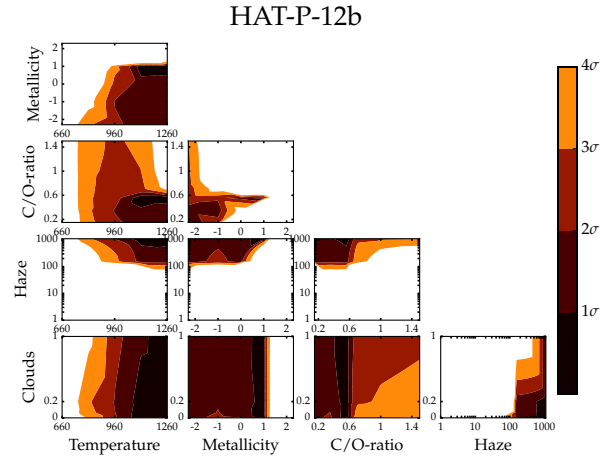 HAT-P-12b
Metallicity
2
1
0
-1
-2
660 960 1260
C/O-ratio
1.4
1
0.6
0.2
660 960 1260
-2 -1 0 1 2
Haze
1000
100
10
1
660 960 1260
-2 -1 0 1 2
0.2 0.6 1 1.4
Clouds
1
0.2
0
660 960 1260
-2 -1 0 1 2
0.2 0.6 1 1.4
1
0.2
0
1 10 100 1000
Temperature Metallicity C/O-ratio Haze
4σ
3σ
2σ
1σ